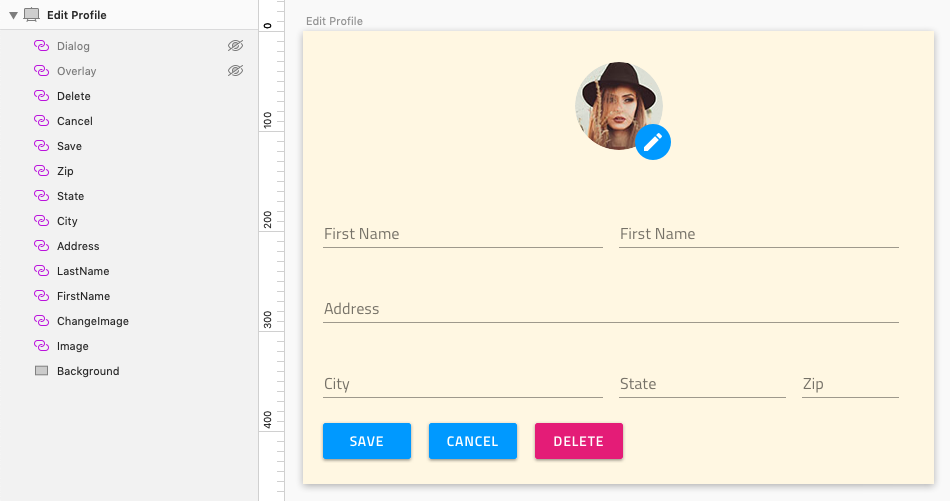 Edit Profile
Dialog
Overlay
Delete
Cancel
Save
Zip
State
City
Address
LastName
FirstName
ChangeImage
Image
Background
0
100
200
300
400
Edit Profile
First Name First Name
Address
City State Zip
SAVE CANCEL DELETE